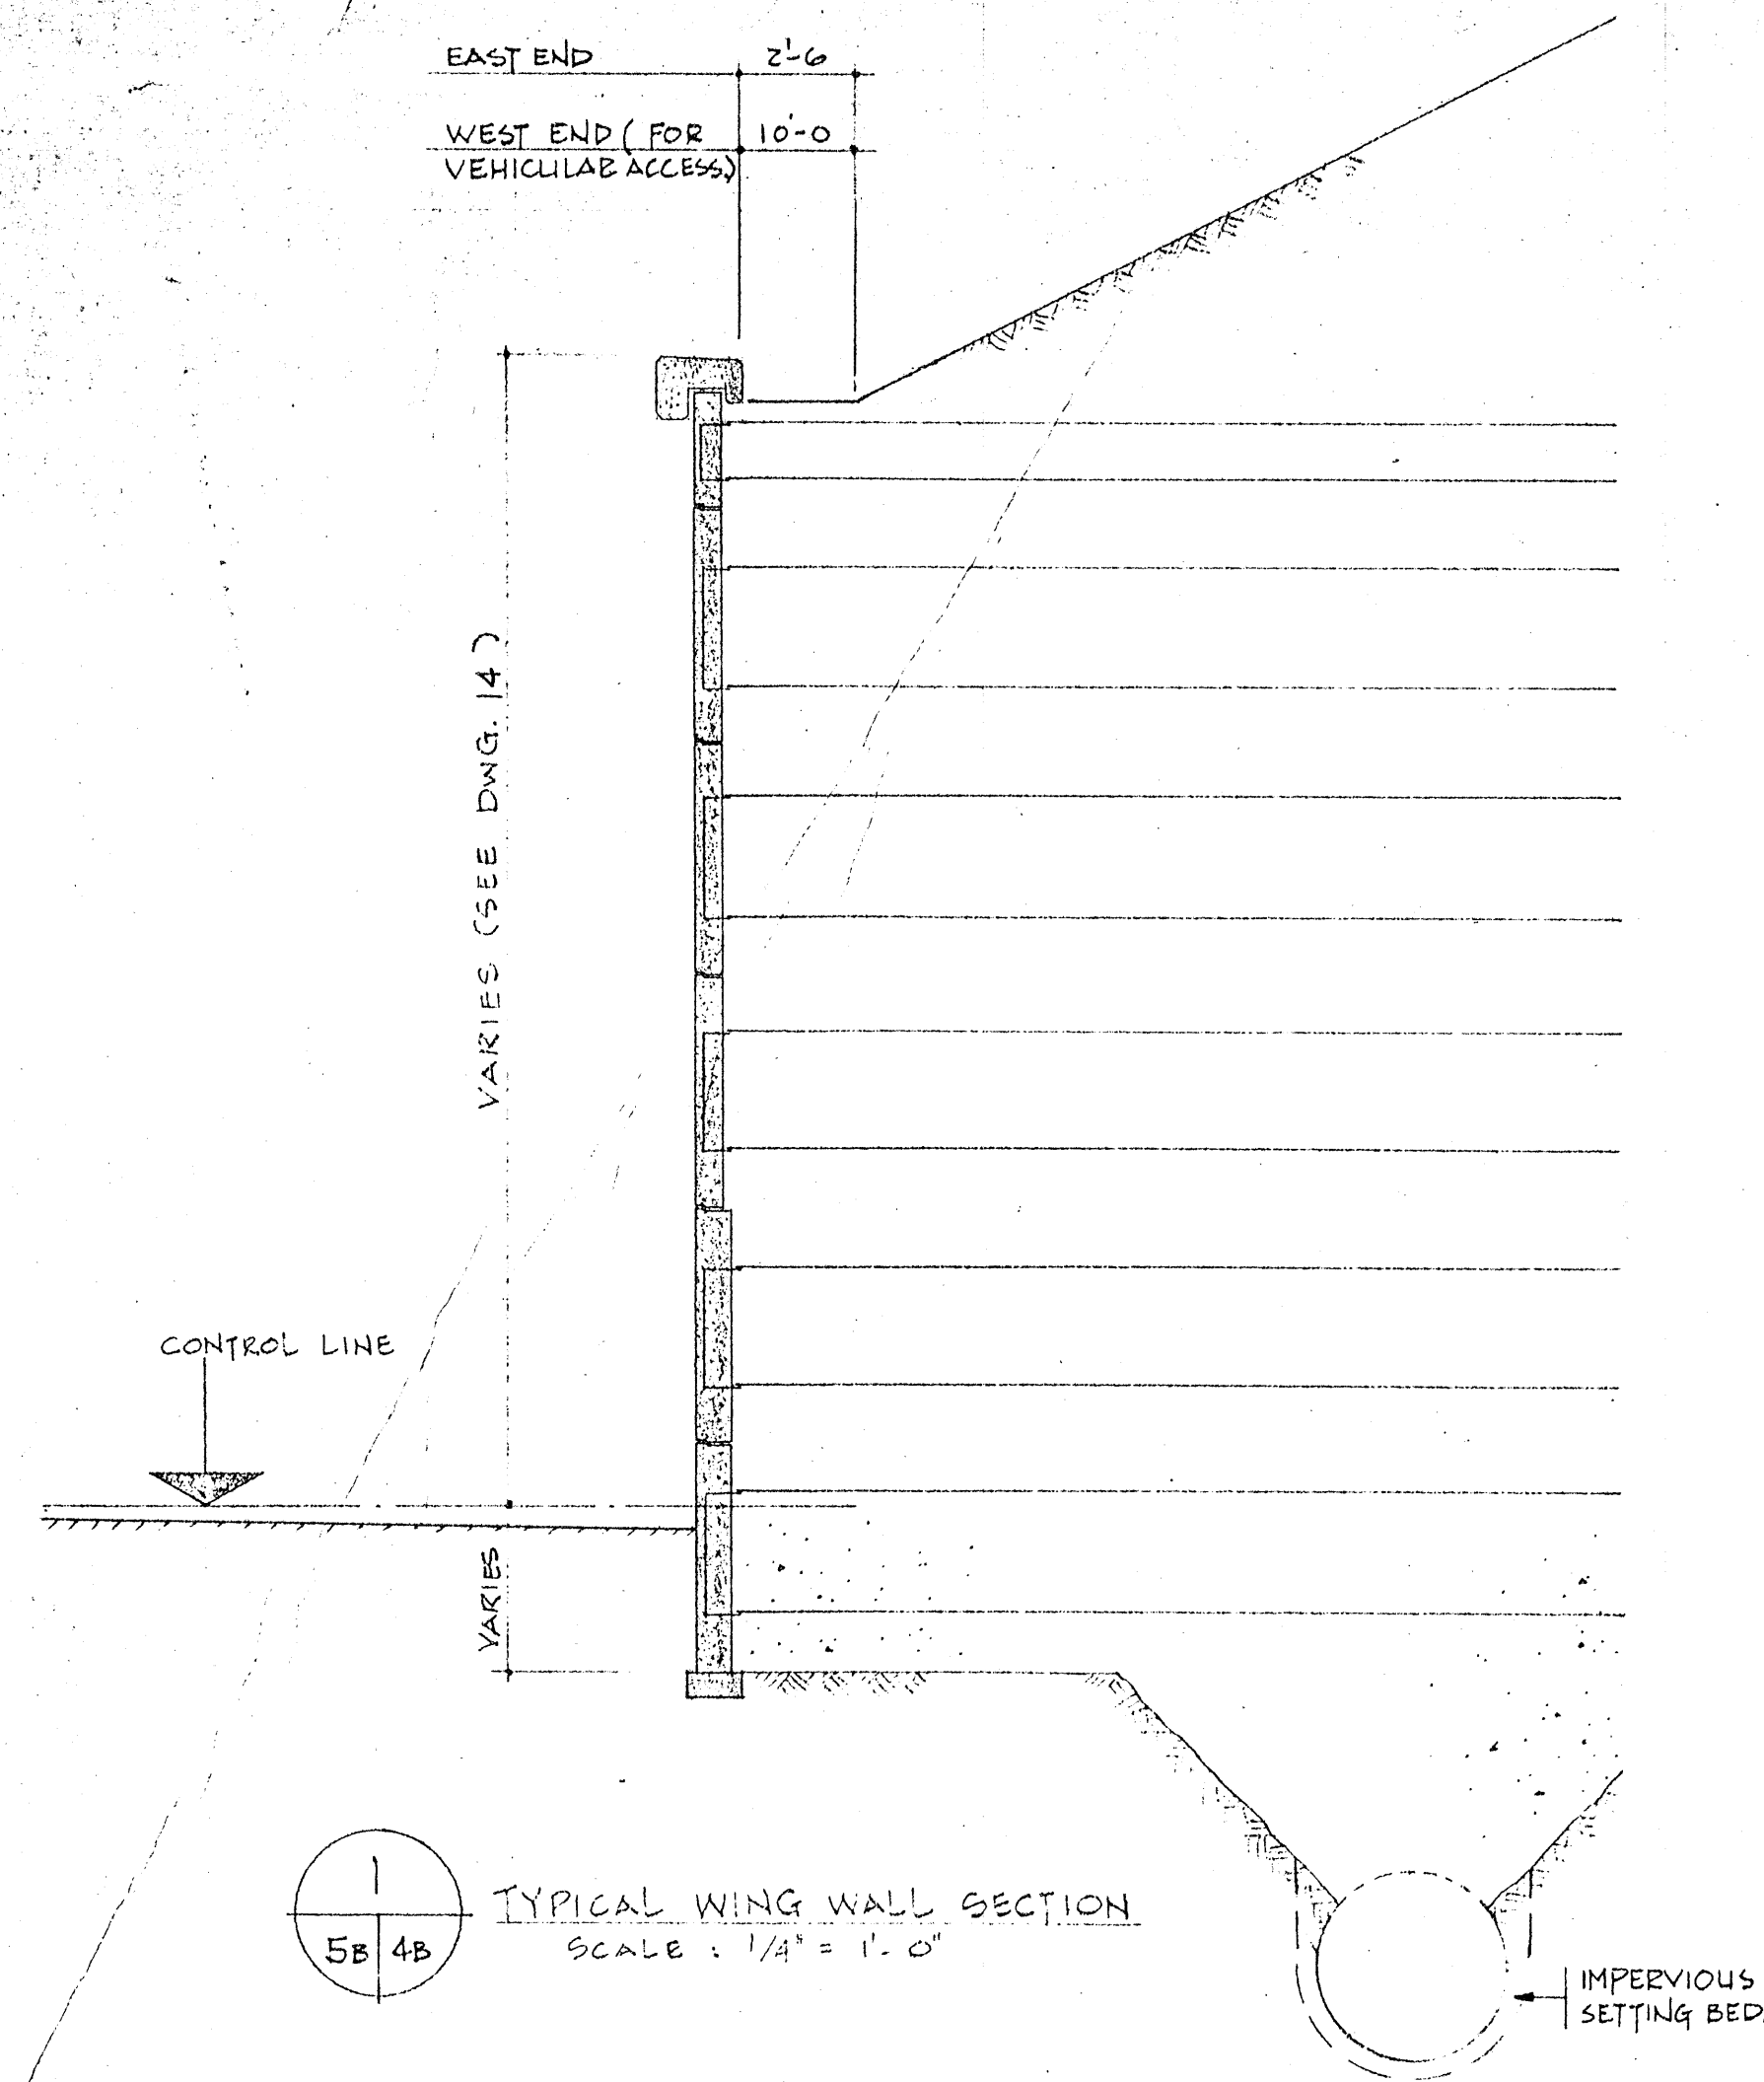 EAST END 2'-6
WEST END ( FOR 10'-0
VEHICULAR ACCESS)
VARIES (SEE DWG. 14 )
CONTROL LINE
VARIES
1
5B 4B
TYPICAL WING WALL SECTION
SCALE : 1/4" = 1'- 0"
IMPERVIOUS
SETTING BED.